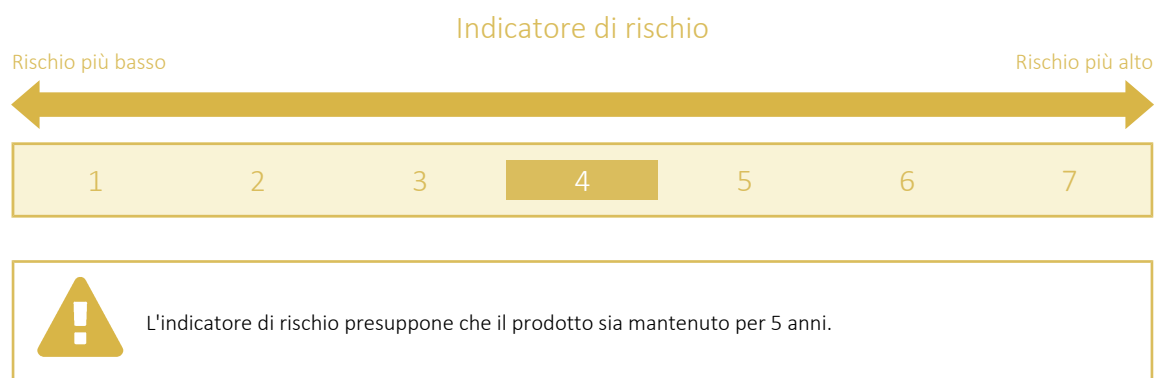 Indicatore di rischio
Rischio più basso Rischio più alto
1 2 3 4 5 6 7
L'indicatore di rischio presuppone che il prodotto sia mantenuto per 5 anni.